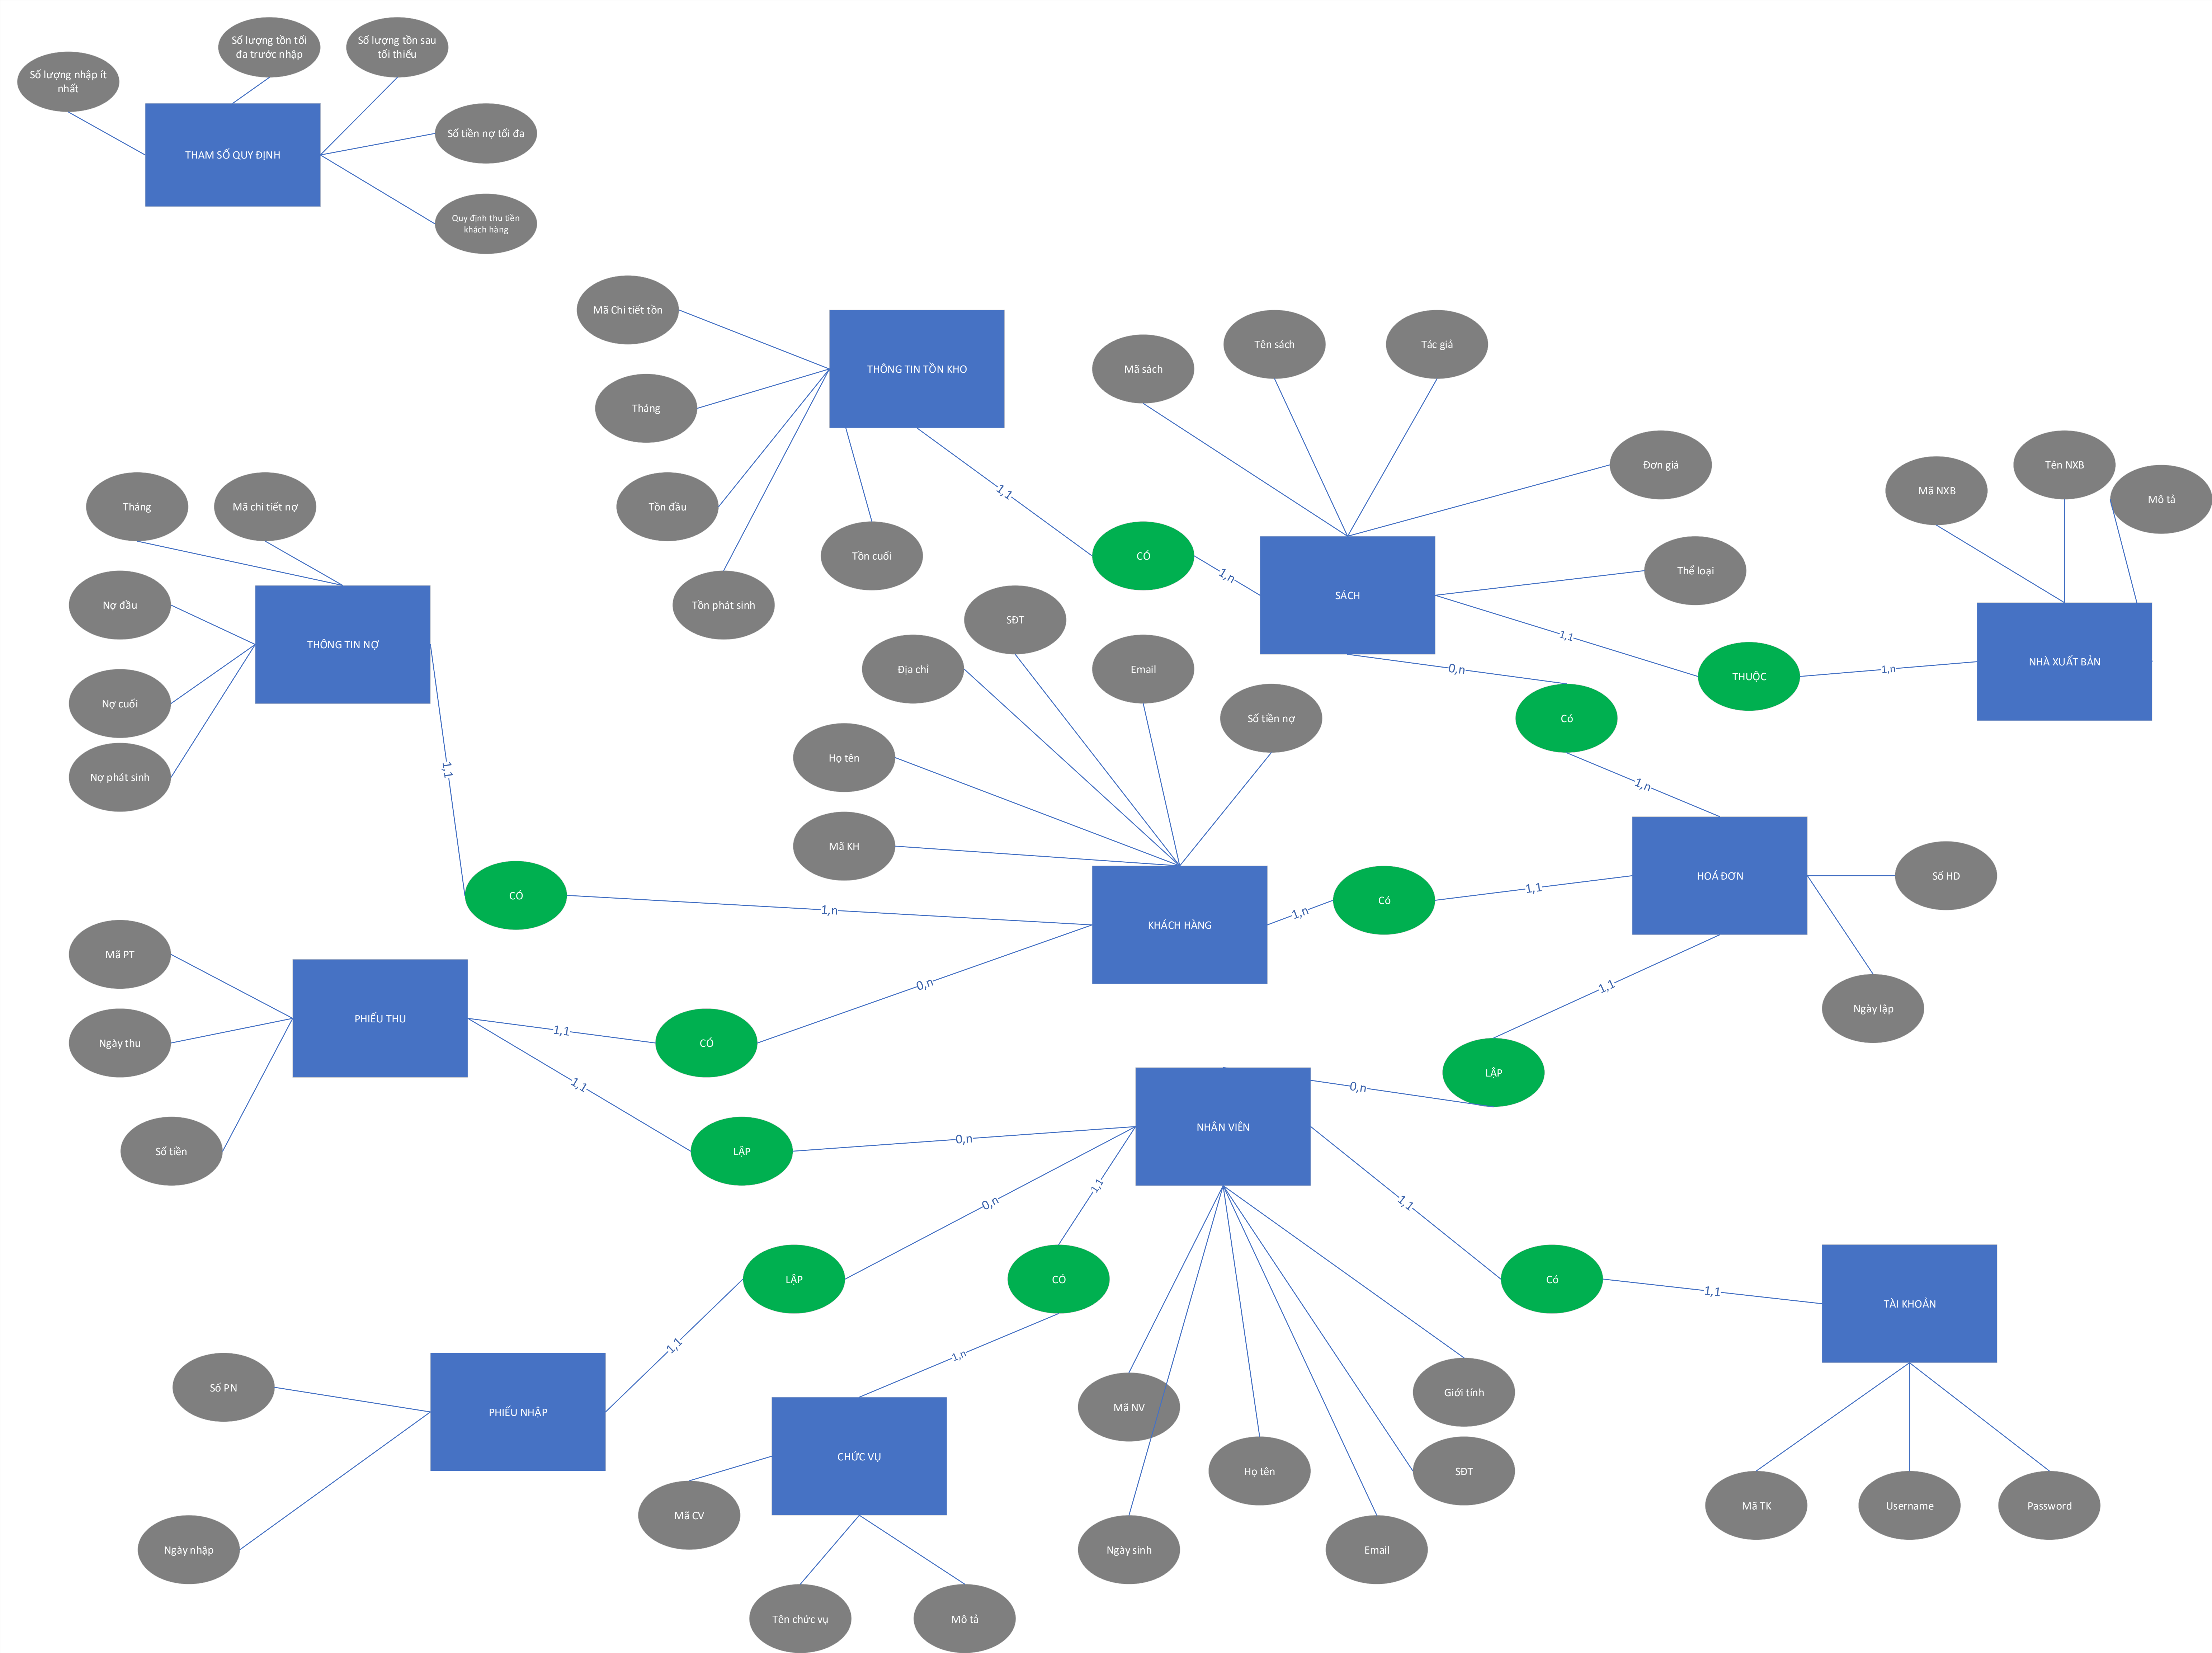 Số lượng nhập ít
nhất
Số lượng tồn tối
đa trước nhập
Số lượng tồn sau
tối thiểu
Số tiền nợ tối đa
THAM SỐ QUY ĐỊNH
Quy định thu tiền
khách hàng
Mã Chi tiết tồn
THÔNG TIN TỒN KHO
Tháng
Tồn đầu
Tồn phát sinh
Tồn cuối
1,1
CÓ
1,n
Mã sách
Tên sách
Tác giả
Đơn giá
Thể loại
SÁCH
1,1
THUỘC
1,n
Mã NXB
Tên NXB
Mô tả
NHÀ XUẤT BẢN
0,n
Có
1,n
Tháng
Mã chi tiết nợ
Nợ đầu
THÔNG TIN NỢ
Nợ cuối
Nợ phát sinh
1,1
CÓ
1,n
SĐT
Địa chỉ
Email
Số tiền nợ
Họ tên
Mã KH
KHÁCH HÀNG
1,n
Có
1,1
HOÁ ĐƠN
Số HD
Ngày lập
1,1
LẬP
0,n
Mã PT
Ngày thu
Số tiền
PHIẾU THU
1,1
CÓ
0,n
1,1
LẬP
0,n
NHÂN VIÊN
0,n
LẬP
1,1
1,1
CÓ
1,n
1,1
Có
1,1
TÀI KHOẢN
Số PN
PHIẾU NHẬP
Ngày nhập
CHỨC VỤ
Mã CV
Tên chức vụ
Mô tả
Mã NV
Giới tính
Họ tên
SĐT
Ngày sinh
Email
Mã TK
Username
Password